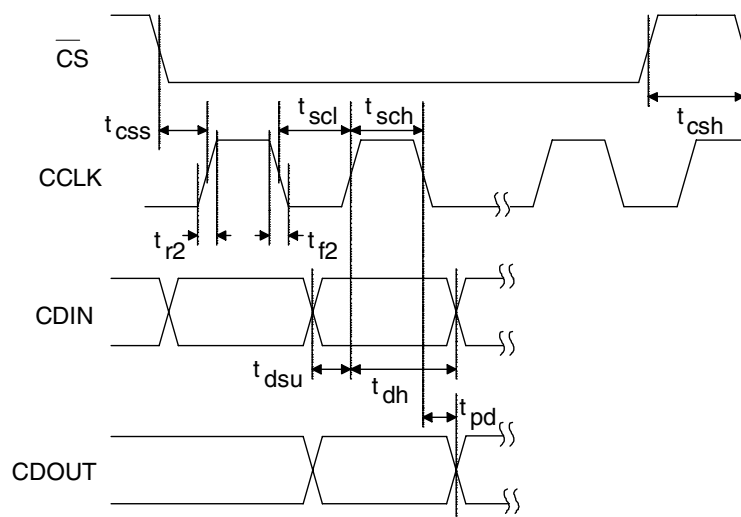 CS
t css
t scl
t sch
t csh
CCLK
t r2
t f2
CDIN
t dsu
t dh
t pd
CDOUT